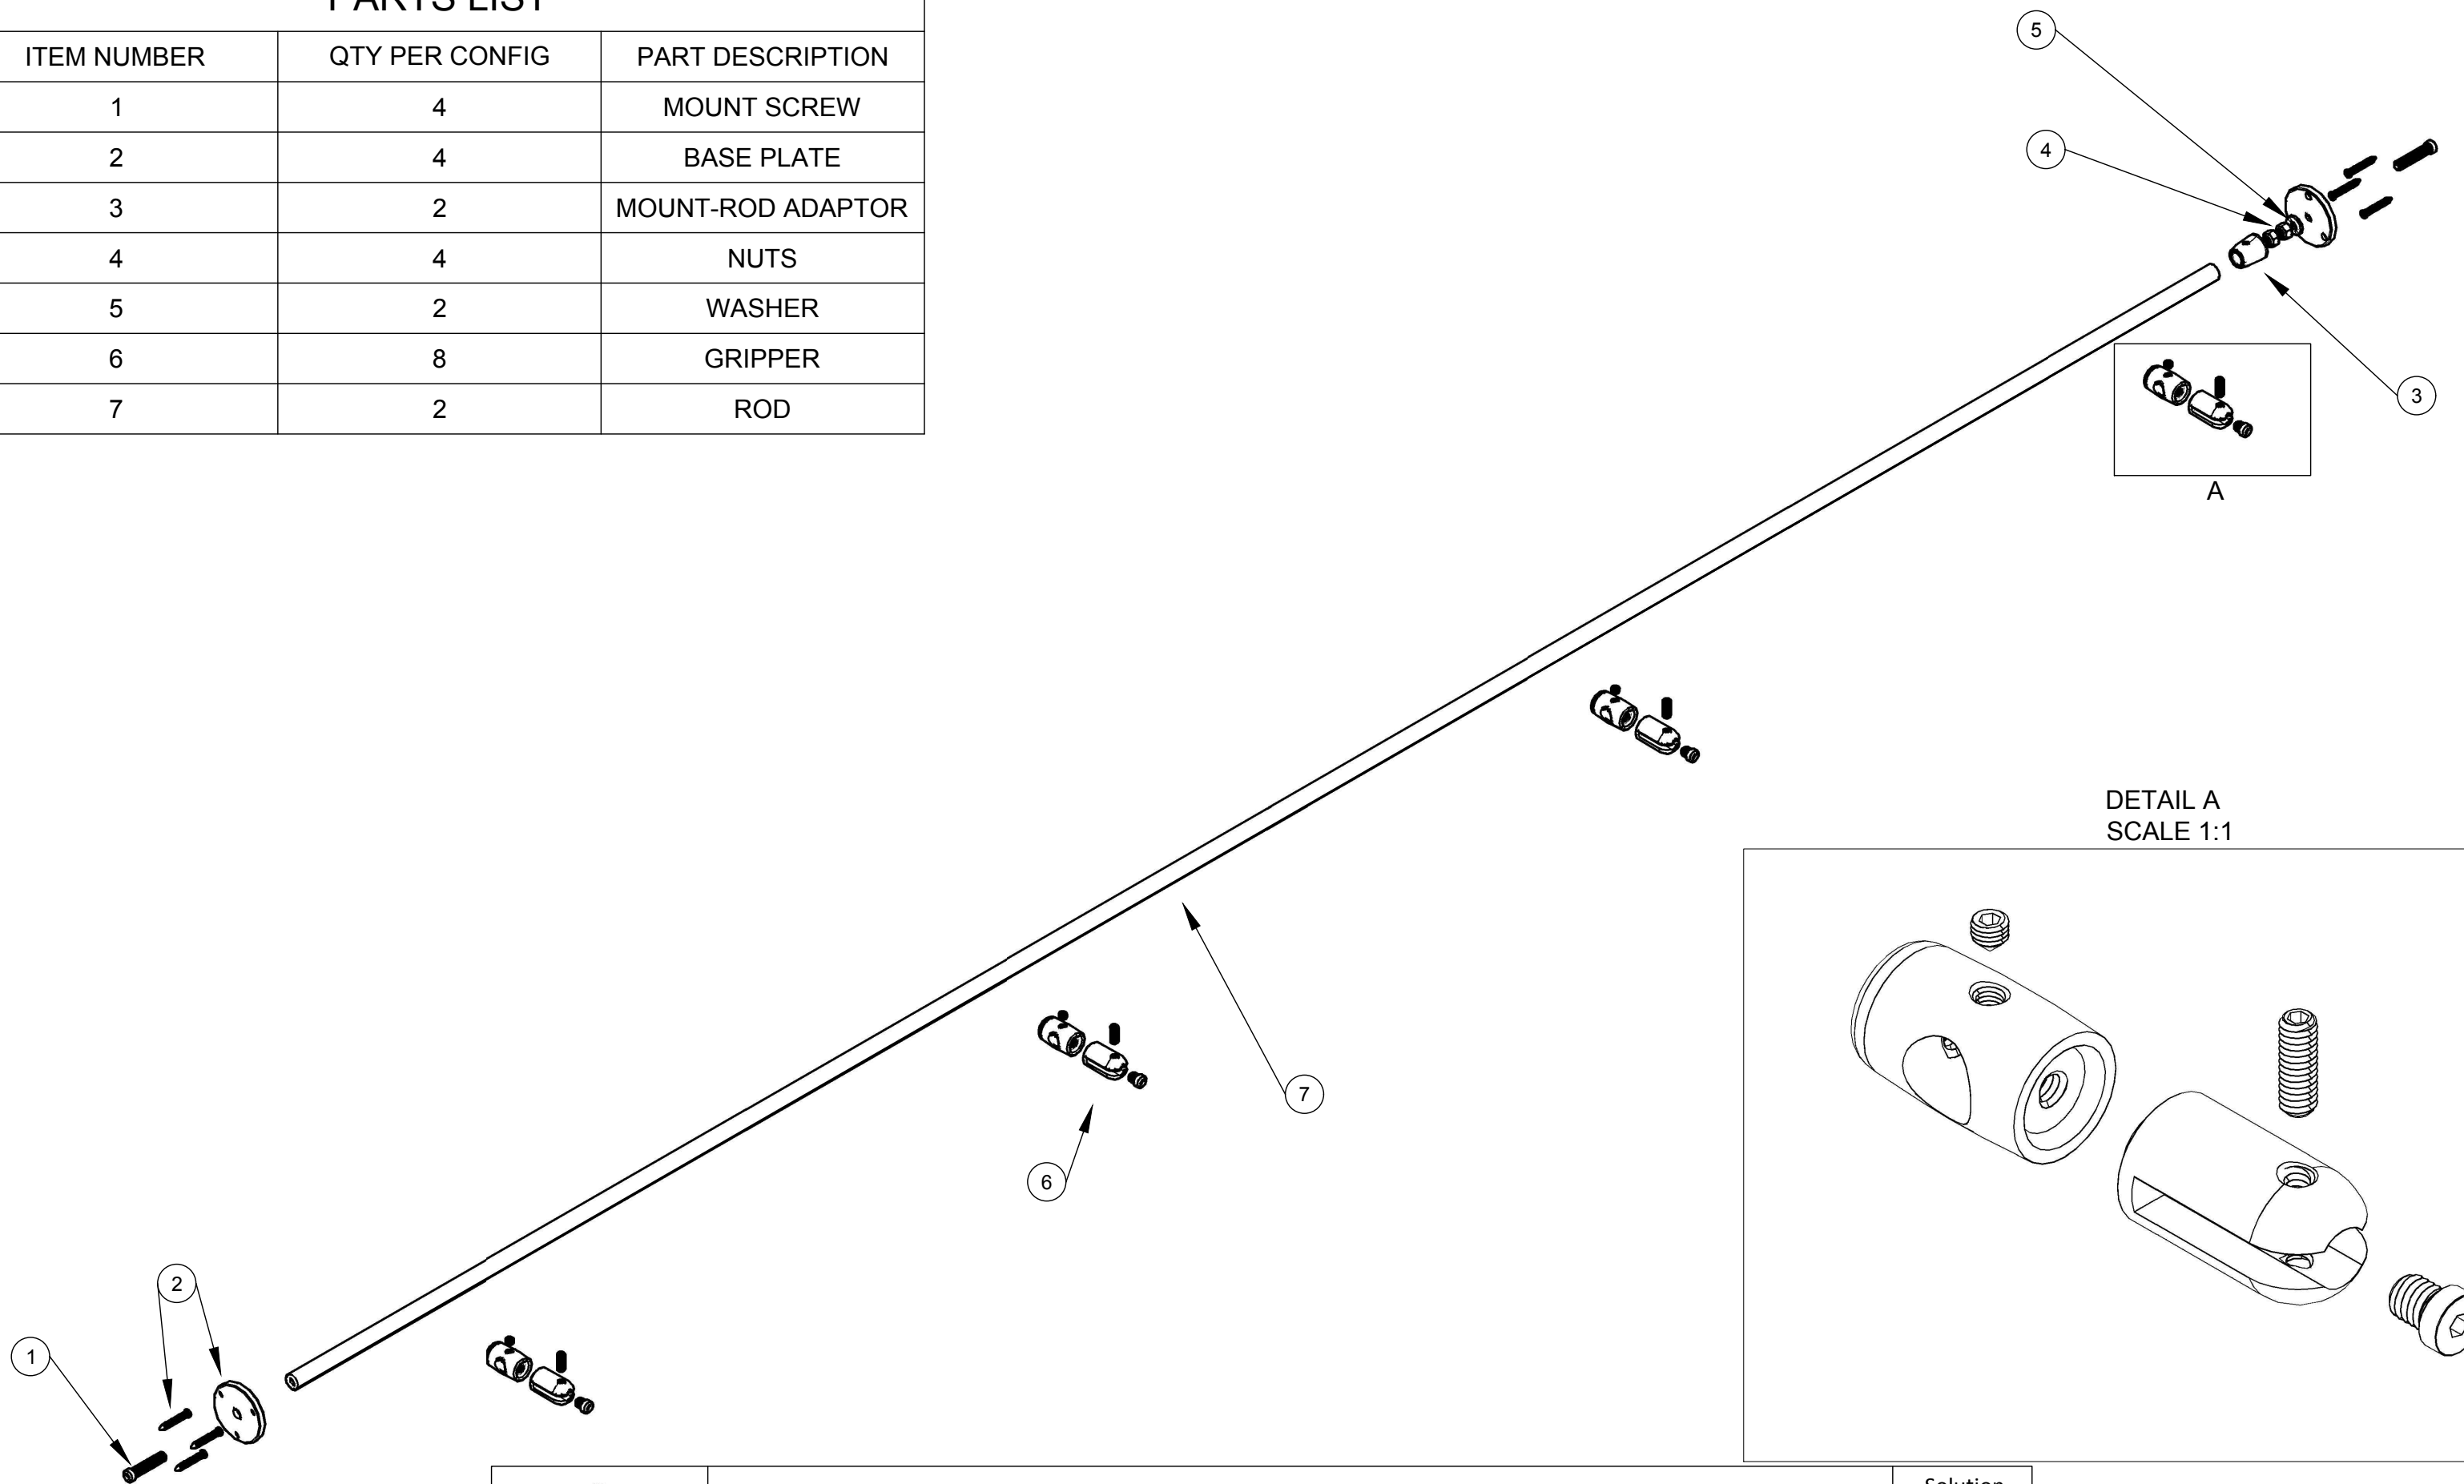 PARTS LIST
ITEM NUMBER QTY PER CONFIG PART DESCRIPTION
1 4 MOUNT SCREW
2 4 BASE PLATE
3 2 MOUNT-ROD ADAPTOR
4 4 NUTS
5 2 WASHER
6 8 GRIPPER
7 2 ROD
5
4
3
A
DETAIL A
SCALE 1:1
7
6
2
1
Solution